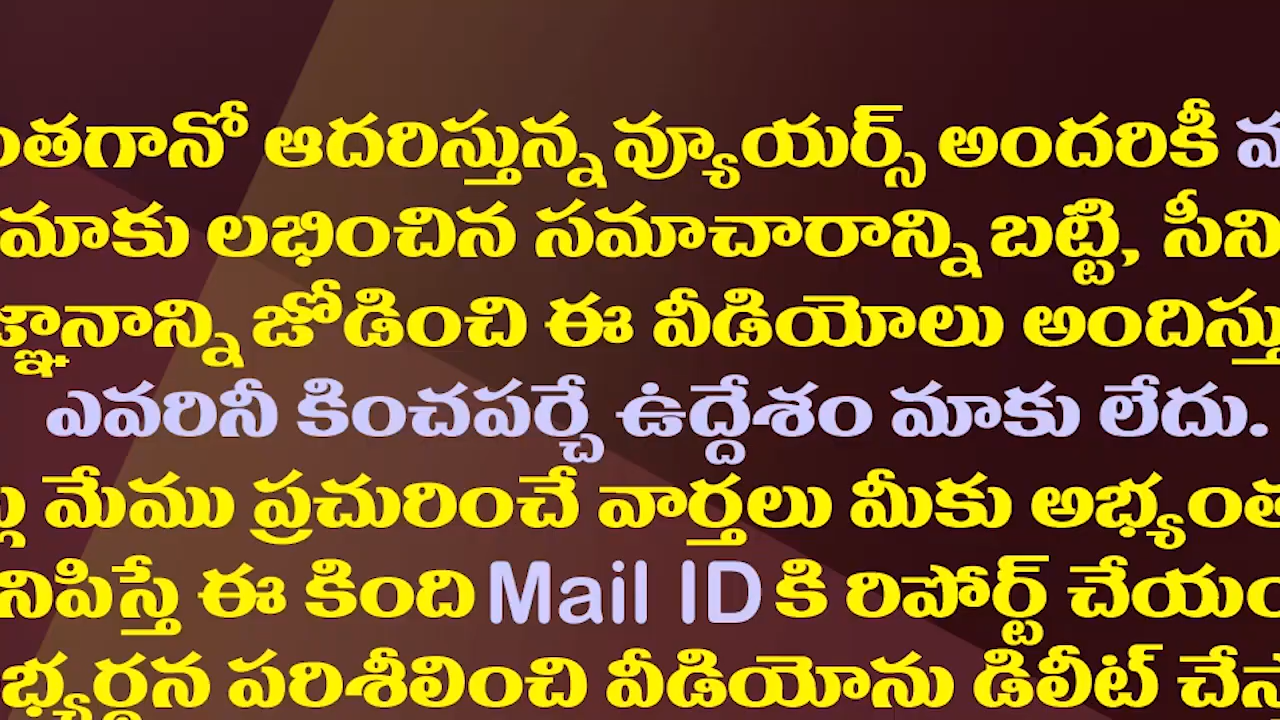 ంతగానో ఆదరిస్తున్న వ్యూయర్స్ అందరికీ
మాకు లభించిన సమాచారాన్ని బట్టి, సీని
జ్ఞానాన్ని జోడించి ఈ వీడియోలు అందిస్తు
ఎవరినీ కించపర్చే ఉద్దేశం మాకు లేదు.
మేము ప్రచురించే వార్తలు మీకు అభ్యంత
నిపిస్తే ఈ కింది Mail ID కి రిపోర్ట్ చేయం
భ్యర్థన పరిశీలించి వీడియోను డిలీట్ చేస